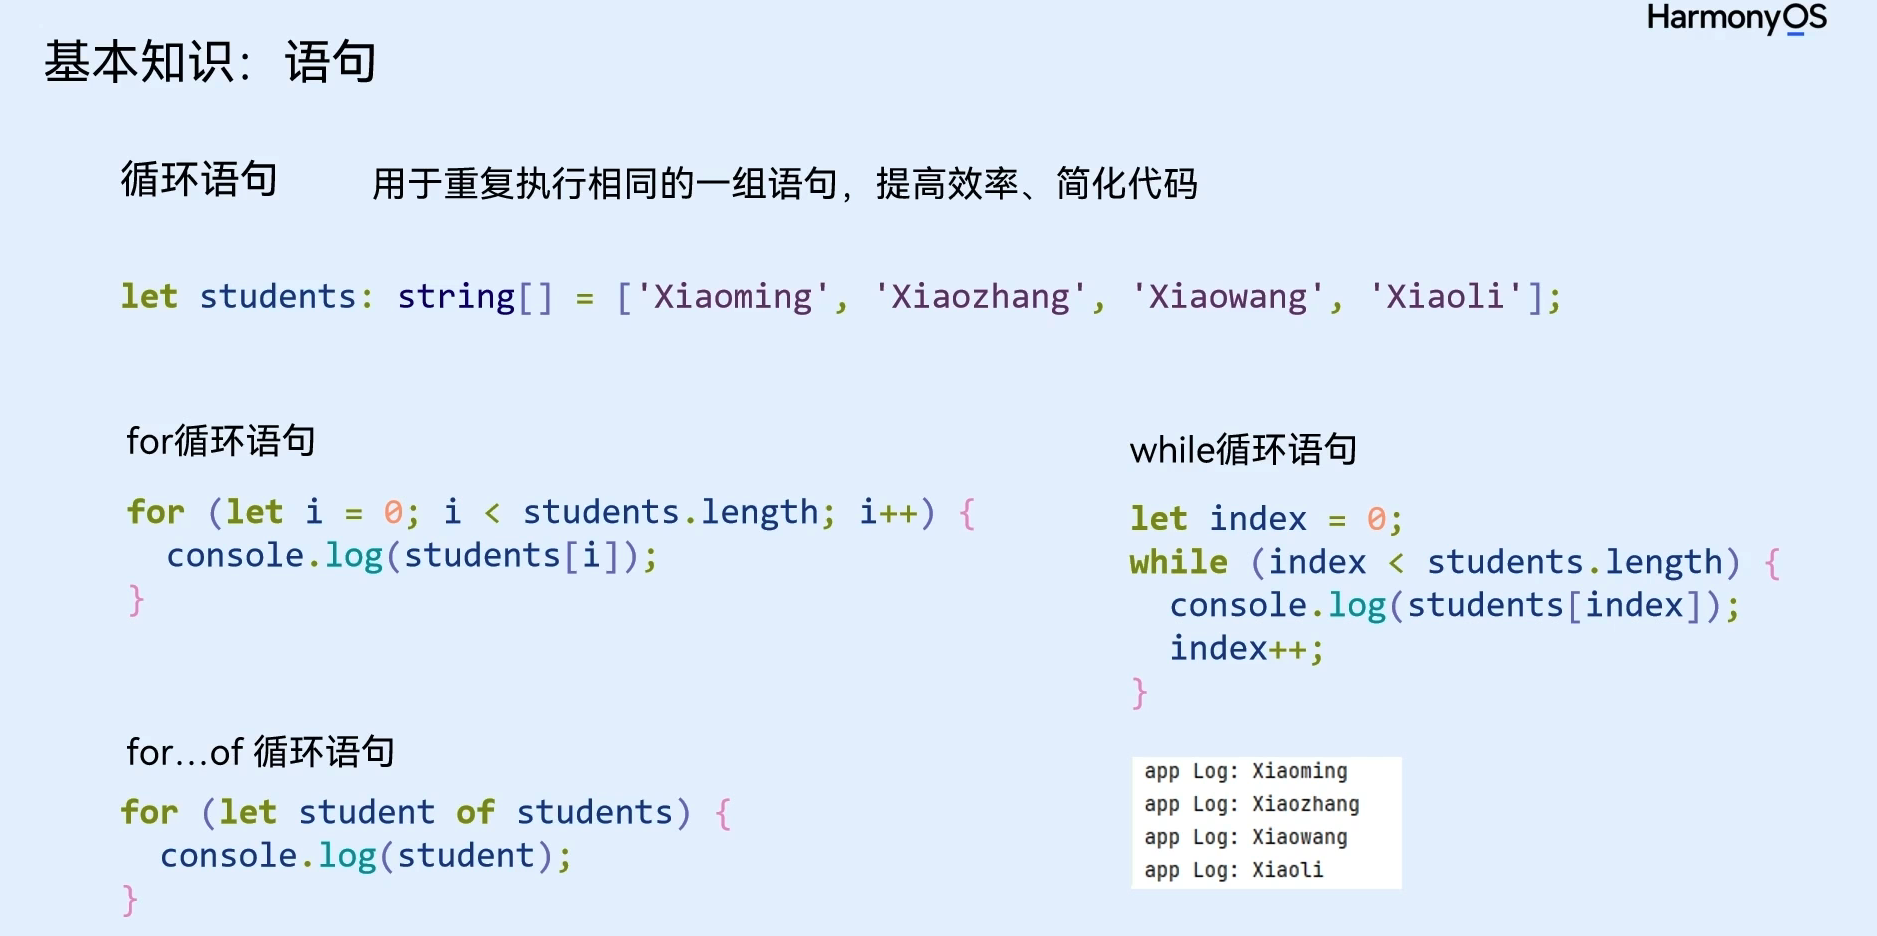 HarmonyOS
基本知识：语句
循环语句 用于重复执行相同的一组语句，提高效率、简化代码
let students: string[] = ['Xiaoming', 'Xiaozhang', 'Xiaowang', 'Xiaoli'];
for循环语句
for (let i = 0; i < students.length; i++) {
  console.log(students[i]);
}
for...of 循环语句
for (let student of students) {
  console.log(student);
}
while循环语句
let index = 0;
while (index < students.length) {
  console.log(students[index]);
  index++;
}
app Log: Xiaoming
app Log: Xiaozhang
app Log: Xiaowang
app Log: Xiaoli